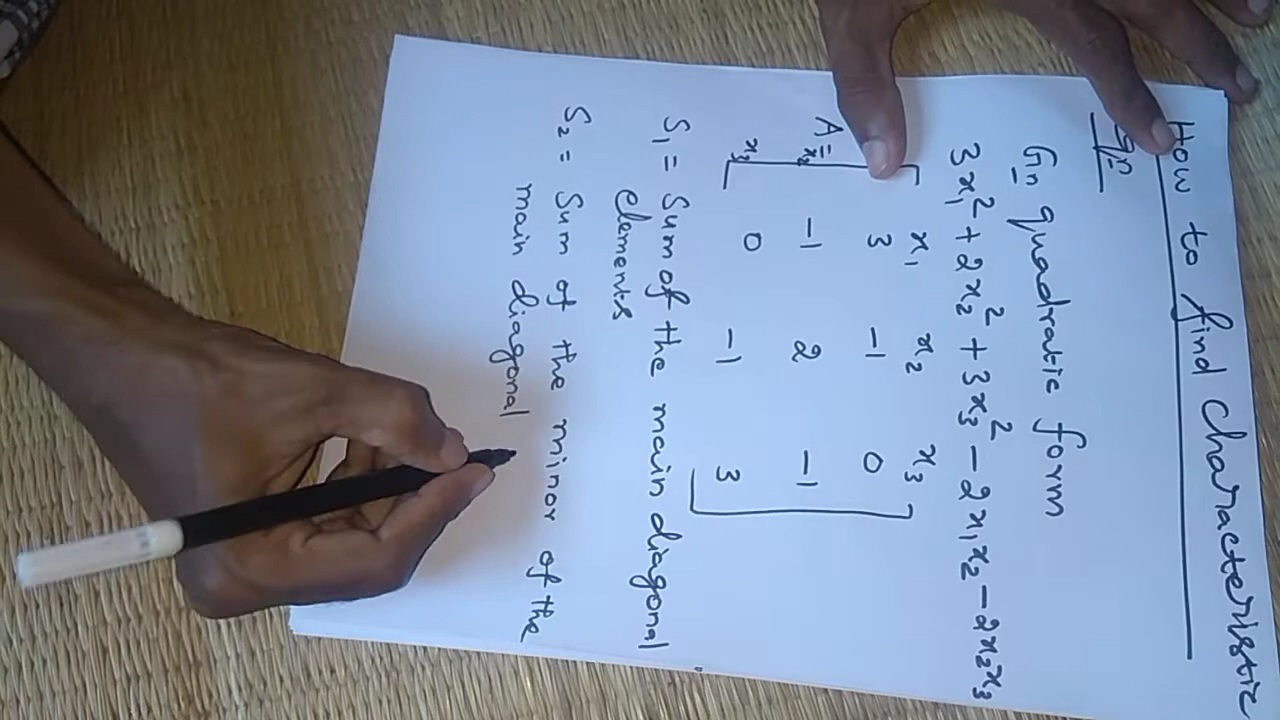 How to find characteristic
Gn quadratic form
3x₁² + 2x₂² + 3x₃² - 2x₁x₂ - 2x₂x₃
x₁ x₂ x₃
3 -1 0
A = x₂ -1 2 -1
x₃ 0 -1 3
S₁ = Sum of the main diagonal
elements
S₂ = Sum of the minor of the
main diagonal